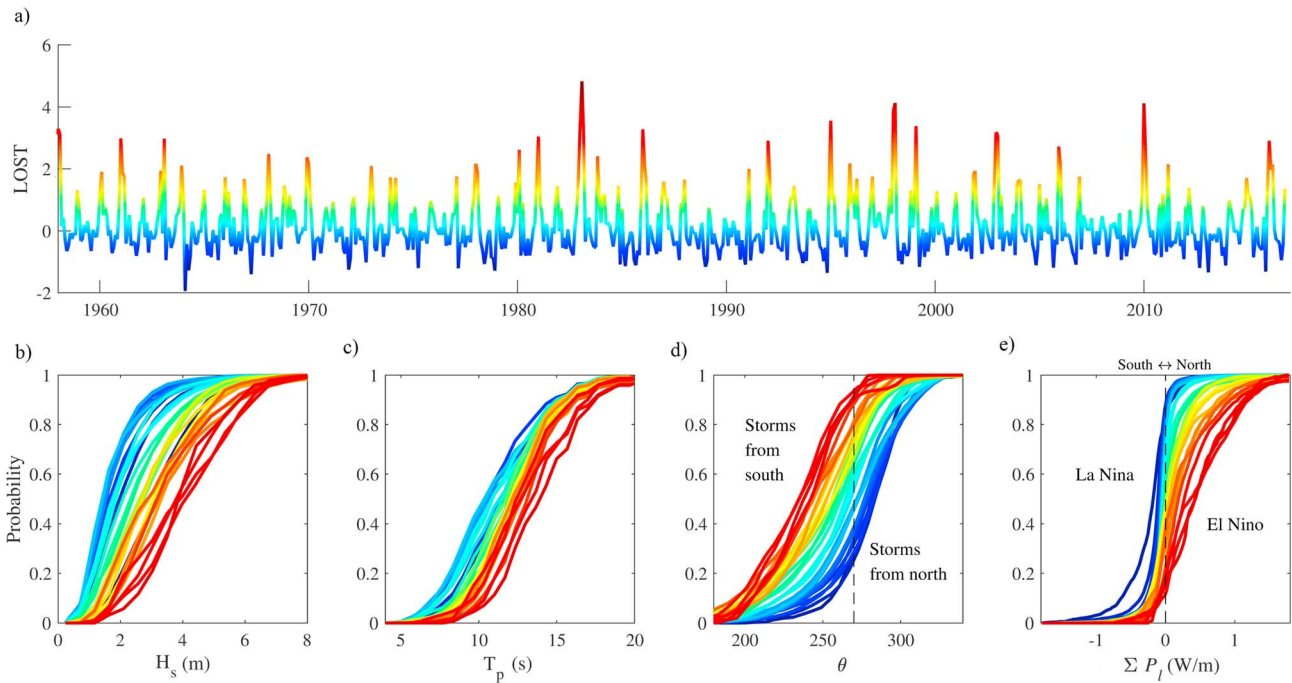 a)
6
4
2
0
-2
LOST
1960
1970
1980
1990
2000
2010
b)
1
0.8
0.6
0.4
0.2
0
Probability
0
2
4
6
8
H_s (m)
c)
1
0.8
0.6
0.4
0.2
0
5
10
15
20
T_p (s)
d)
1
0.8
0.6
0.4
0.2
0
Storms
from
south
Storms
from north
200
250
300
θ
e)
South ↔ North
1
0.8
0.6
0.4
0.2
0
La Nina
El Nino
-1
0
1
Σ P_l (W/m)